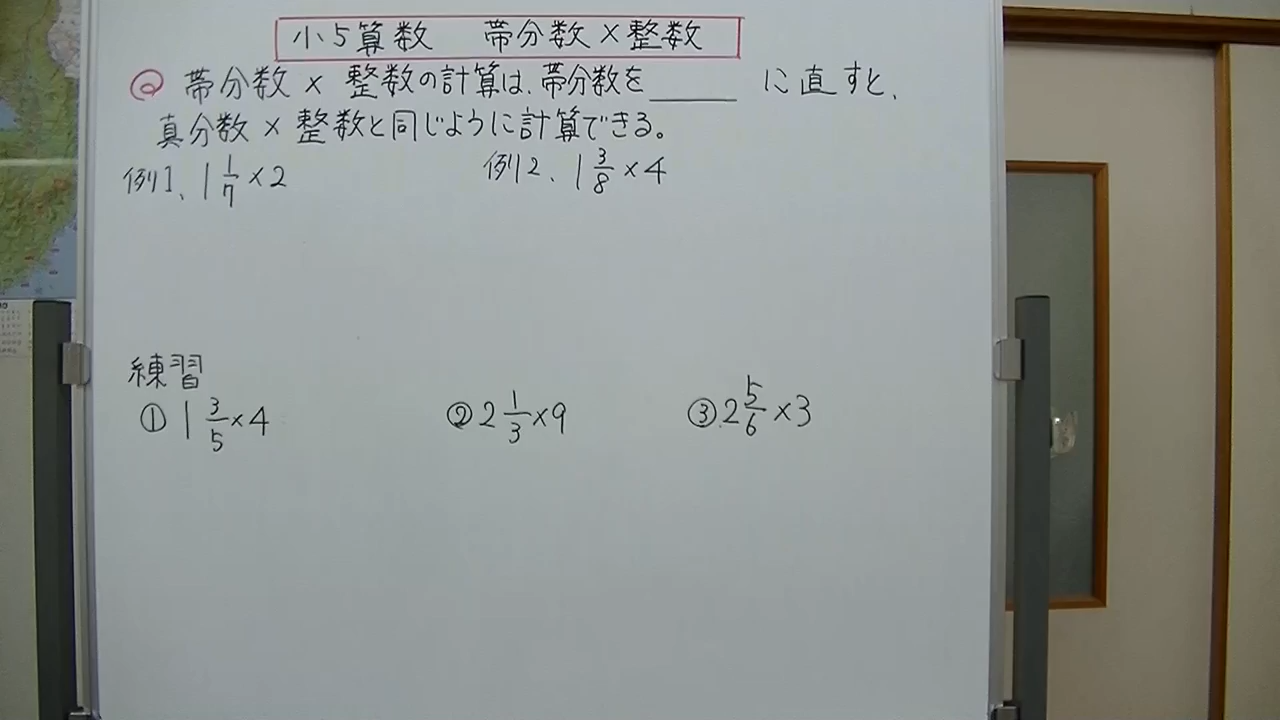 小5算数 帯分数×整数
Q 帯分数×整数の計算は、帯分数を____に直すと、
真分数×整数と同じように計算できる。
例1、1 1/7×2 例2、1 3/8×4
練習
① 1 3/5×4 ② 2 1/3×9 ③ 2 5/6×3